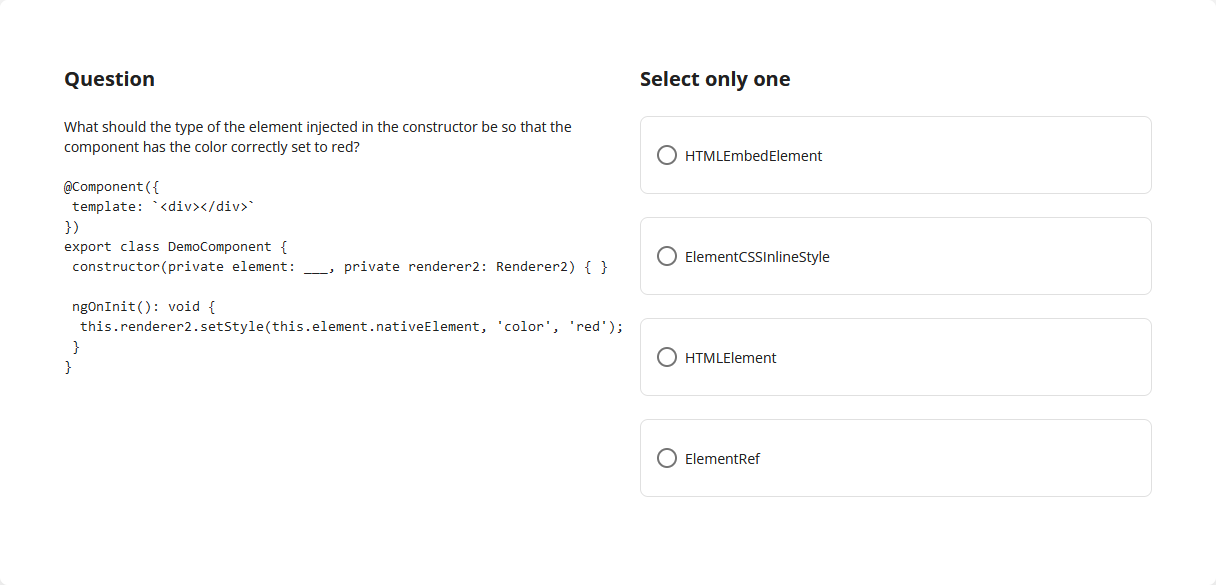 Question
What should the type of the element injected in the constructor be so that the
component has the color correctly set to red?
@Component({
 template: `<div></div>`
})
export class DemoComponent {
 constructor(private element: ___, private renderer2: Renderer2) { }
 ngOnInit(): void {
  this.renderer2.setStyle(this.element.nativeElement, 'color', 'red');
 }
}
Select only one
HTMLEmbedElement
ElementCSSInlineStyle
HTMLElement
ElementRef